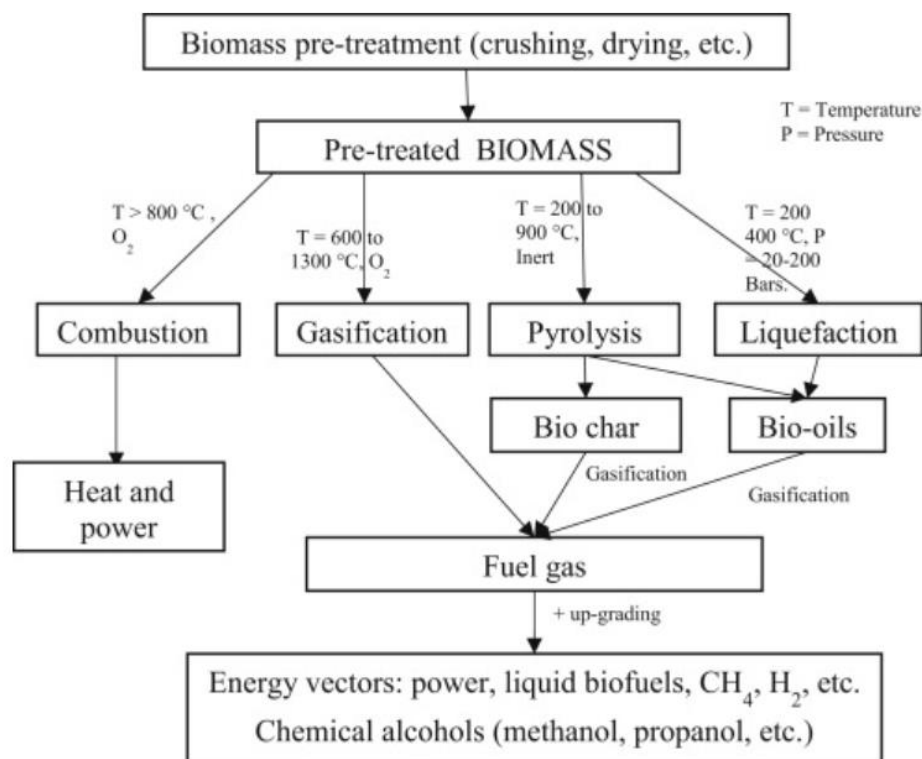 Biomass pre-treatment (crushing, drying, etc.)
T = Temperature
P = Pressure
Pre-treated BIOMASS
T > 800 °C ,
O₂
T = 600 to
1300 °C, O₂
T = 200 to
900 °C,
Inert
T = 200
400 °C, P
= 20-200
Bars.
Combustion
Gasification
Pyrolysis
Liquefaction
Bio char
Bio-oils
Heat and
power
Gasification
Gasification
Fuel gas
+ up-grading
Energy vectors: power, liquid biofuels, CH₄, H₂, etc.
Chemical alcohols (methanol, propanol, etc.)